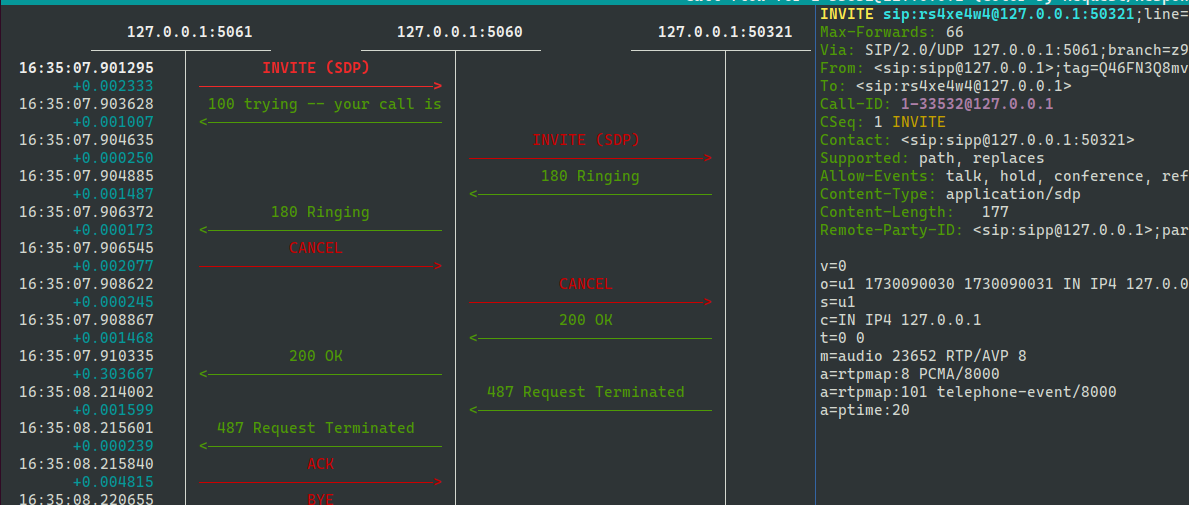 127.0.0.1:5061 127.0.0.1:5060 127.0.0.1:50321
16:35:07.901295 INVITE (SDP)
+0.002333
16:35:07.903628 100 trying -- your call is
+0.001007
16:35:07.904635 INVITE (SDP)
+0.000250
16:35:07.904885 180 Ringing
+0.001487
16:35:07.906372 180 Ringing
+0.000173
16:35:07.906545 CANCEL
+0.002077
16:35:07.908622 CANCEL
+0.000245
16:35:07.908867 200 OK
+0.001468
16:35:07.910335 200 OK
+0.303667
16:35:08.214002 487 Request Terminated
+0.001599
16:35:08.215601 487 Request Terminated
+0.000239
16:35:08.215840 ACK
+0.004815
16:35:08.220655 BYE
INVITE sip:rs4xe4w4@127.0.0.1:50321;line=
Max-Forwards: 66
Via: SIP/2.0/UDP 127.0.0.1:5061;branch=z9
From: <sip:sipp@127.0.0.1>;tag=Q46FN3Q8mv
To: <sip:rs4xe4w4@127.0.0.1>
Call-ID: 1-33532@127.0.0.1
CSeq: 1 INVITE
Contact: <sip:sipp@127.0.0.1:50321>
Supported: path, replaces
Allow-Events: talk, hold, conference, ref
Content-Type: application/sdp
Content-Length: 177
Remote-Party-ID: <sip:sipp@127.0.0.1>;par
v=0
o=u1 1730090030 1730090031 IN IP4 127.0.0
s=u1
c=IN IP4 127.0.0.1
t=0 0
m=audio 23652 RTP/AVP 8
a=rtpmap:8 PCMA/8000
a=rtpmap:101 telephone-event/8000
a=ptime:20